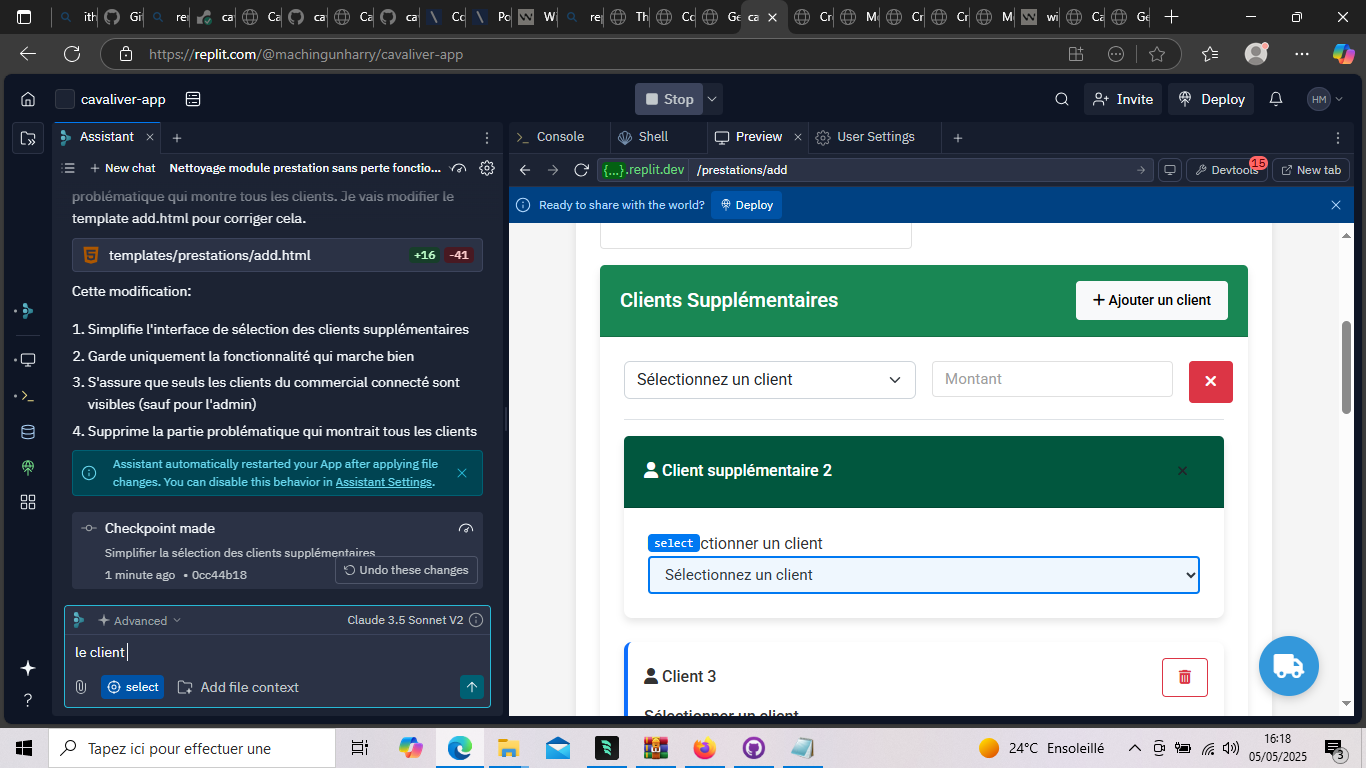 ith
Git
rer
ca
Ca
ca
Ca
ca
Co
Po
Wi
rep
Th
Co
Ge
ca
Cr
Mo
Cr
Cr
Mo
wi
Ca
Ge
https://replit.com/@machingunharry/cavaliver-app
cavaliver-app
Stop
Invite
Deploy
HM
Assistant
Console
Shell
Preview
User Settings
New chat
Nettoyage module prestation sans perte fonctio...
{...}.replit.dev
/prestations/add
Devtools
15
New tab
problématique qui montre tous les clients. Je vais modifier le
template add.html pour corriger cela.
Ready to share with the world?
Deploy
templates/prestations/add.html
+16
-41
Cette modification:
1. Simplifie l'interface de sélection des clients supplémentaires
2. Garde uniquement la fonctionnalité qui marche bien
3. S'assure que seuls les clients du commercial connecté sont
visibles (sauf pour l'admin)
4. Supprime la partie problématique qui montrait tous les clients
Assistant automatically restarted your App after applying file
changes. You can disable this behavior in Assistant Settings.
Checkpoint made
Simplifier la sélection des clients supplémentaires
1 minute ago • 0cc44b18
Undo these changes
Advanced
Claude 3.5 Sonnet V2
le client
select
Add file context
Clients Supplémentaires
+ Ajouter un client
Sélectionnez un client
Montant
Client supplémentaire 2
select
ctionner un client
Sélectionnez un client
Client 3
Sélectionner un client
Tapez ici pour effectuer une
24°C Ensoleillé
16:18
05/05/2025
3